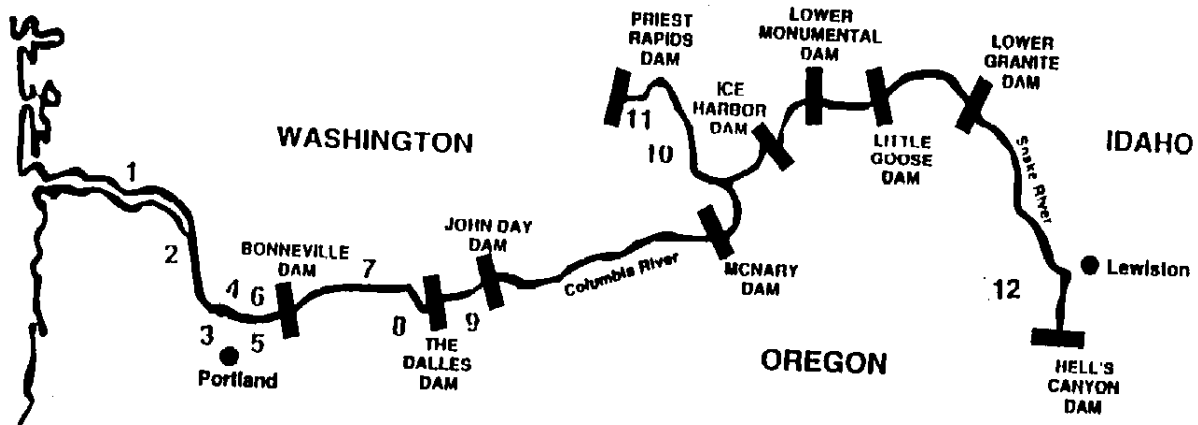 PRIEST
RAPIDS
DAM
LOWER
MONUMENTAL
DAM
LOWER
GRANITE
DAM
ICE
HARBOR
DAM
11
WASHINGTON
10
LITTLE
GOOSE
DAM
IDAHO
Snake River
1
2
BONNEVILLE
DAM
7
JOHN DAY
DAM
Columbia River
MCNARY
DAM
Lewiston
12
4
6
3
5
8
9
Portland
THE
DALLES
DAM
OREGON
HELL'S
CANYON
DAM